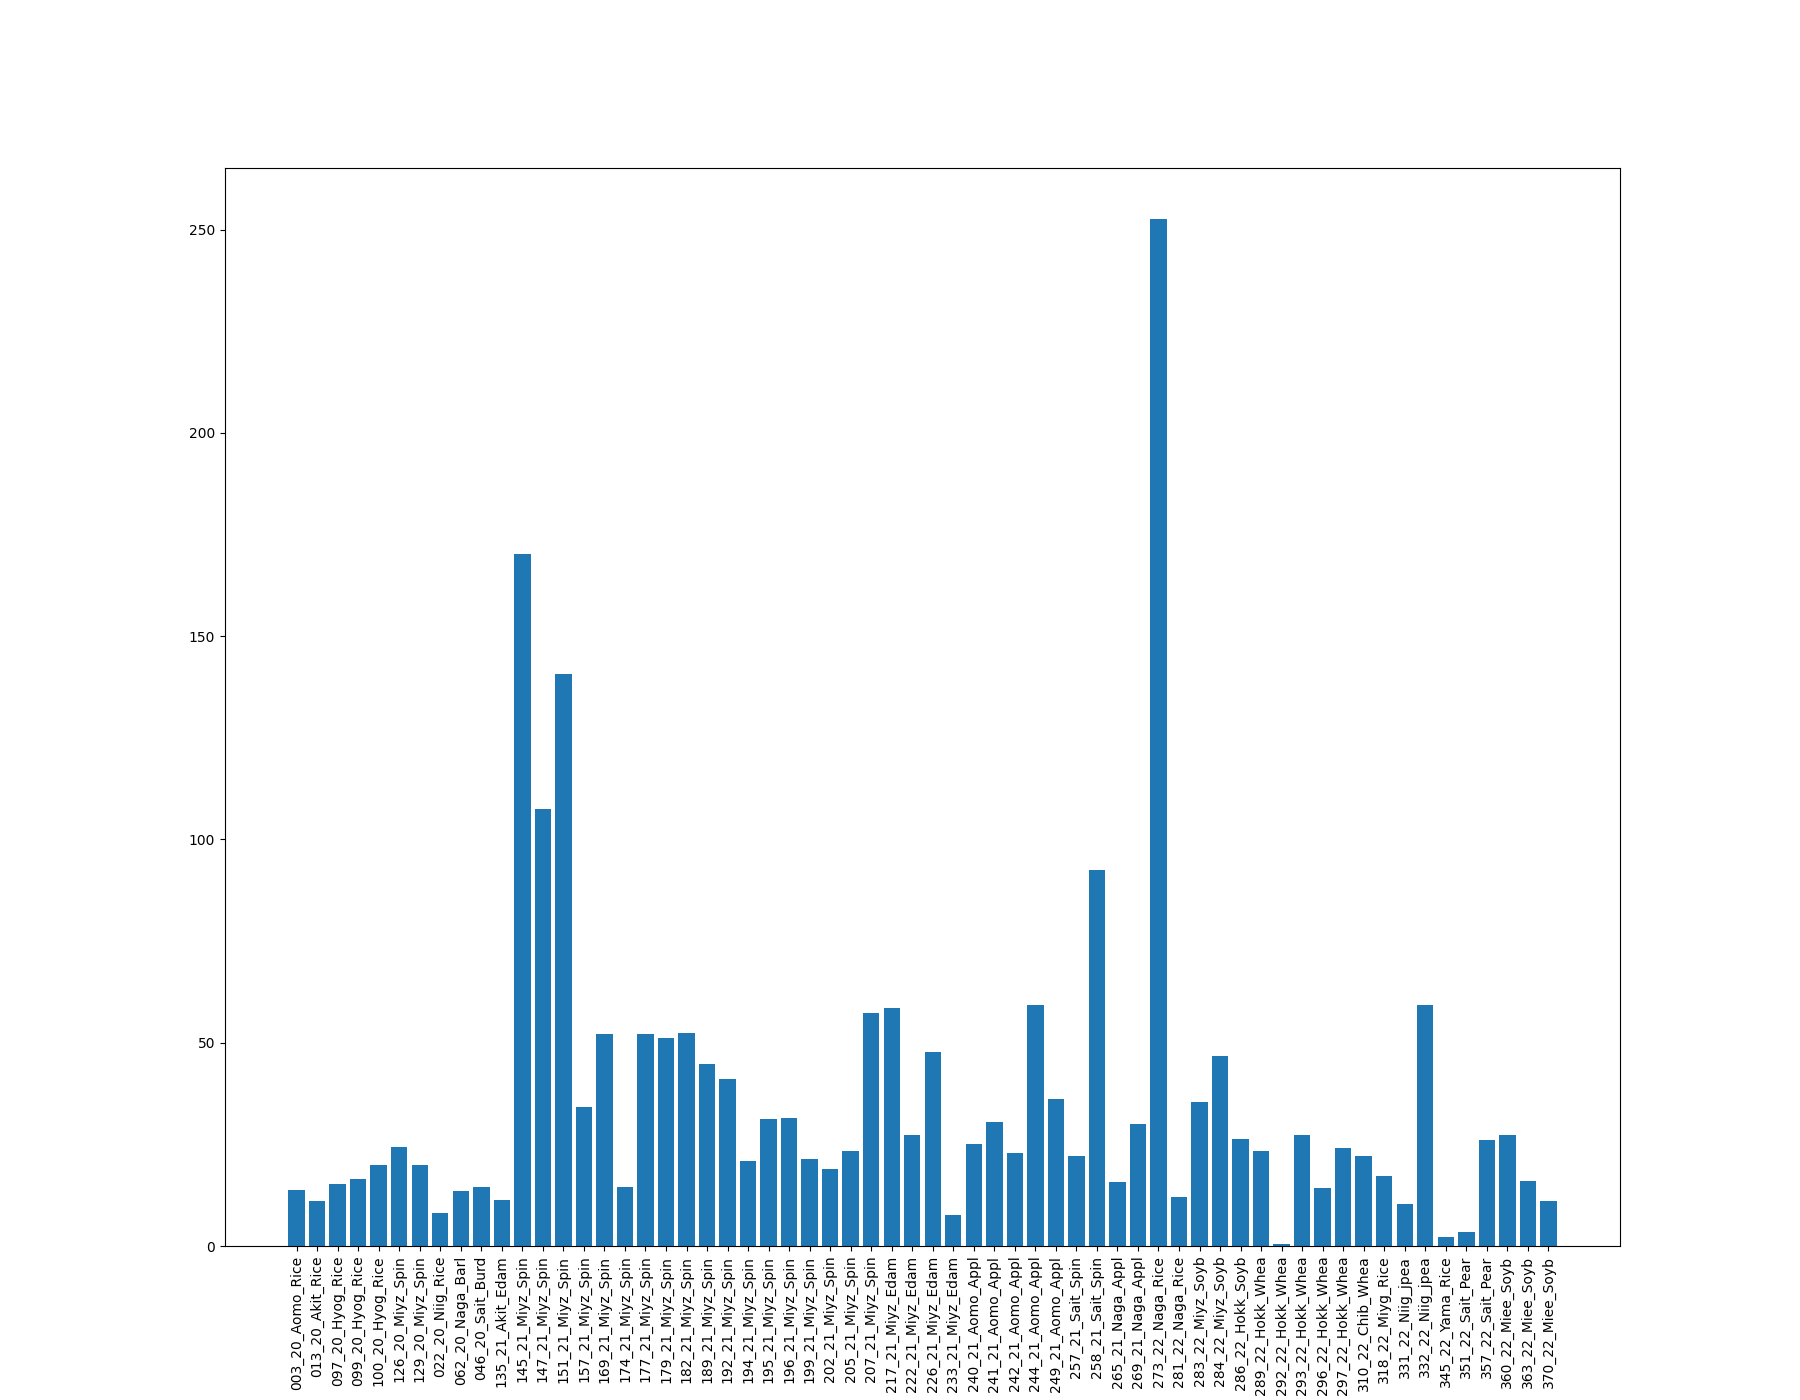 250
200
150
100
50
0
003_20_Aomo_Rice
013_20_Akit_Rice
097_20_Hyog_Rice
099_20_Hyog_Rice
100_20_Hyog_Rice
126_20_Miyz_Spin
129_20_Miyz_Spin
022_20_Niig_Rice
062_20_Naga_Barl
046_20_Sait_Burd
135_21_Akit_Edam
145_21_Miyz_Spin
147_21_Miyz_Spin
151_21_Miyz_Spin
157_21_Miyz_Spin
169_21_Miyz_Spin
174_21_Miyz_Spin
177_21_Miyz_Spin
179_21_Miyz_Spin
182_21_Miyz_Spin
189_21_Miyz_Spin
192_21_Miyz_Spin
194_21_Miyz_Spin
195_21_Miyz_Spin
196_21_Miyz_Spin
199_21_Miyz_Spin
202_21_Miyz_Spin
205_21_Miyz_Spin
207_21_Miyz_Spin
217_21_Miyz_Edam
222_21_Miyz_Edam
226_21_Miyz_Edam
233_21_Miyz_Edam
240_21_Aomo_Appl
241_21_Aomo_Appl
242_21_Aomo_Appl
244_21_Aomo_Appl
249_21_Aomo_Appl
257_21_Sait_Spin
258_21_Sait_Spin
265_21_Naga_Appl
269_21_Naga_Appl
273_22_Naga_Rice
281_22_Naga_Rice
283_22_Miyz_Soyb
284_22_Miyz_Soyb
286_22_Hokk_Soyb
289_22_Hokk_Whea
292_22_Hokk_Whea
293_22_Hokk_Whea
296_22_Hokk_Whea
297_22_Hokk_Whea
310_22_Chib_Whea
318_22_Miyg_Rice
331_22_Niig_jpea
332_22_Niig_jpea
345_22_Yama_Rice
351_22_Sait_Pear
357_22_Sait_Pear
360_22_Miee_Soyb
363_22_Miee_Soyb
370_22_Miee_Soyb